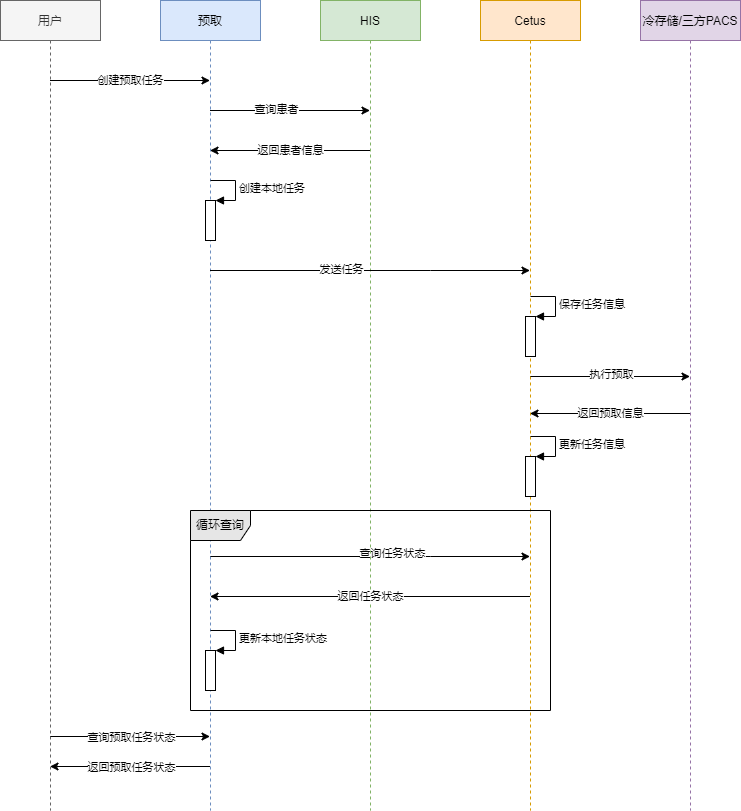 用户
预取
HIS
Cetus
冷存储/三方PACS
创建预取任务
查询患者
返回患者信息
创建本地任务
发送任务
保存任务信息
执行预取
返回预取信息
更新任务信息
循环查询
查询任务状态
返回任务状态
更新本地任务状态
查询预取任务状态
返回预取任务状态